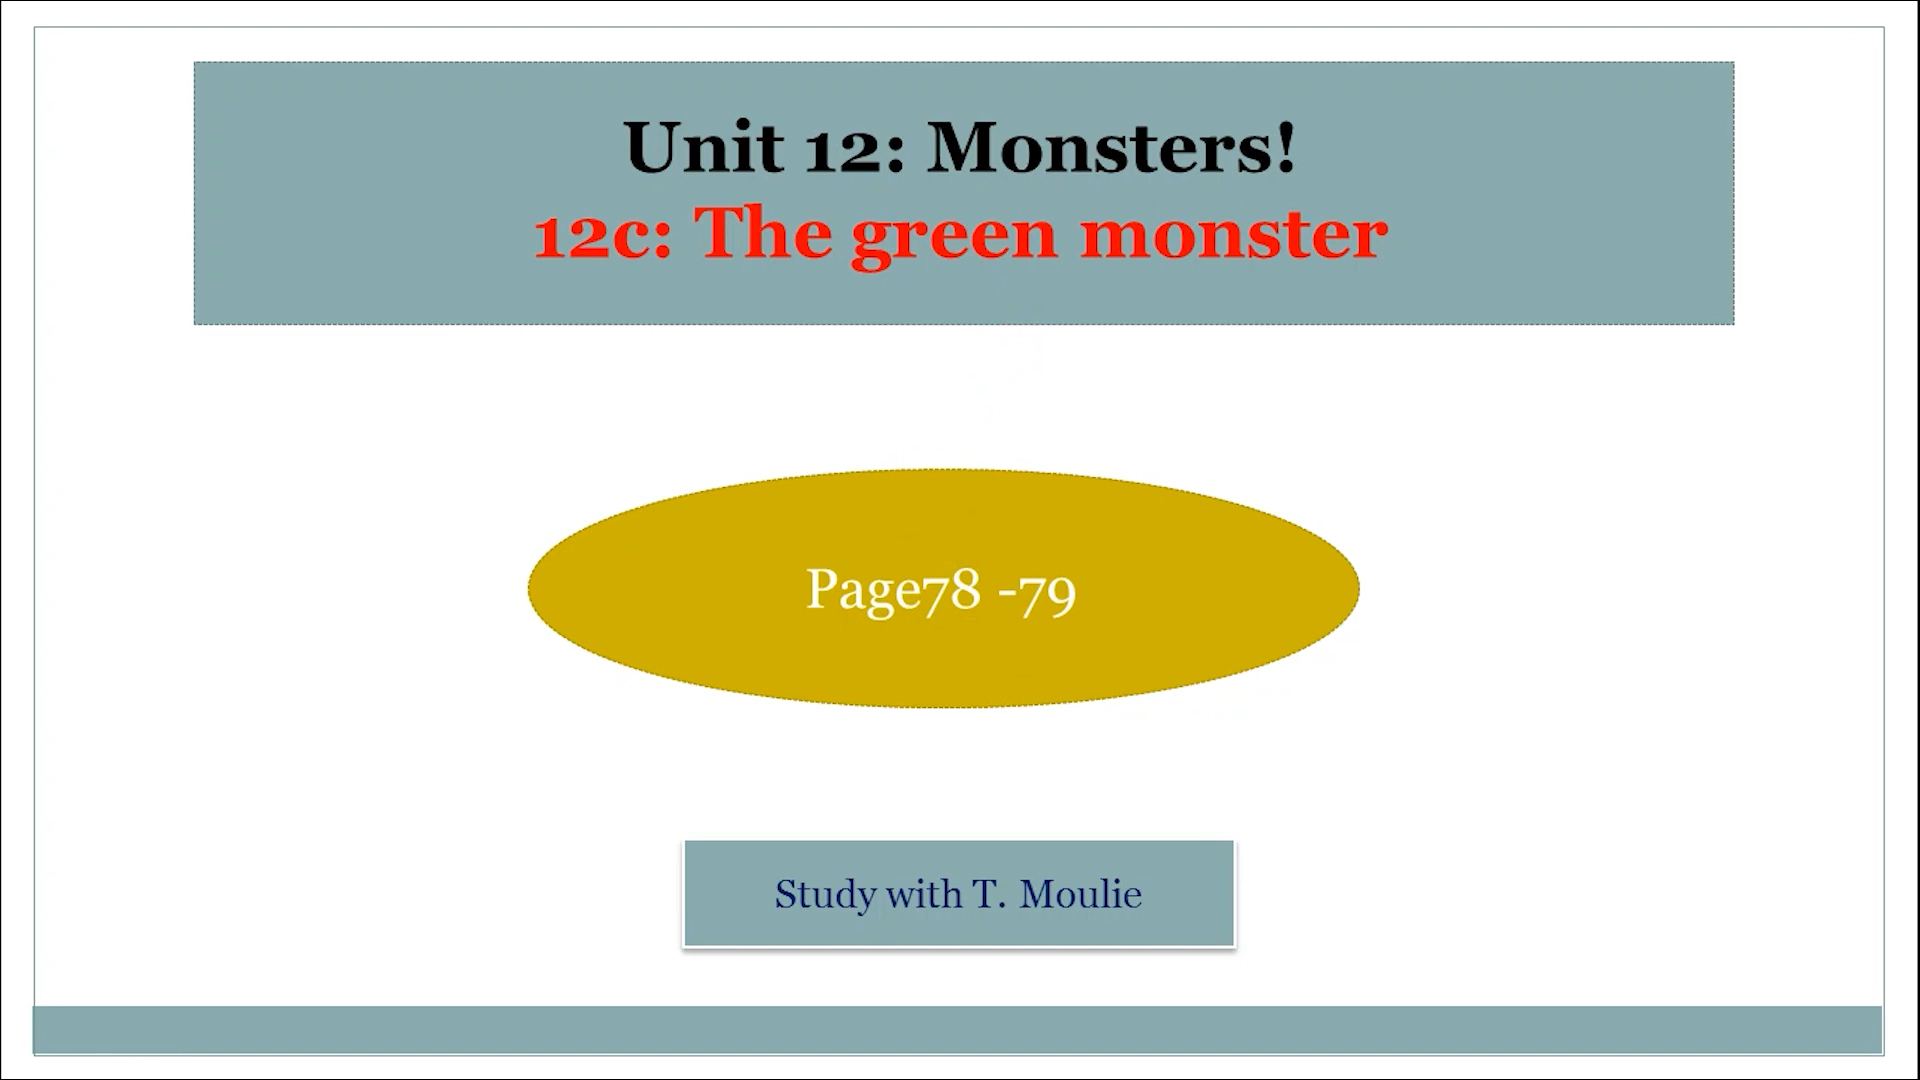 Unit 12: Monsters!
12c: The green monster
Page78 -79
Study with T. Moulie